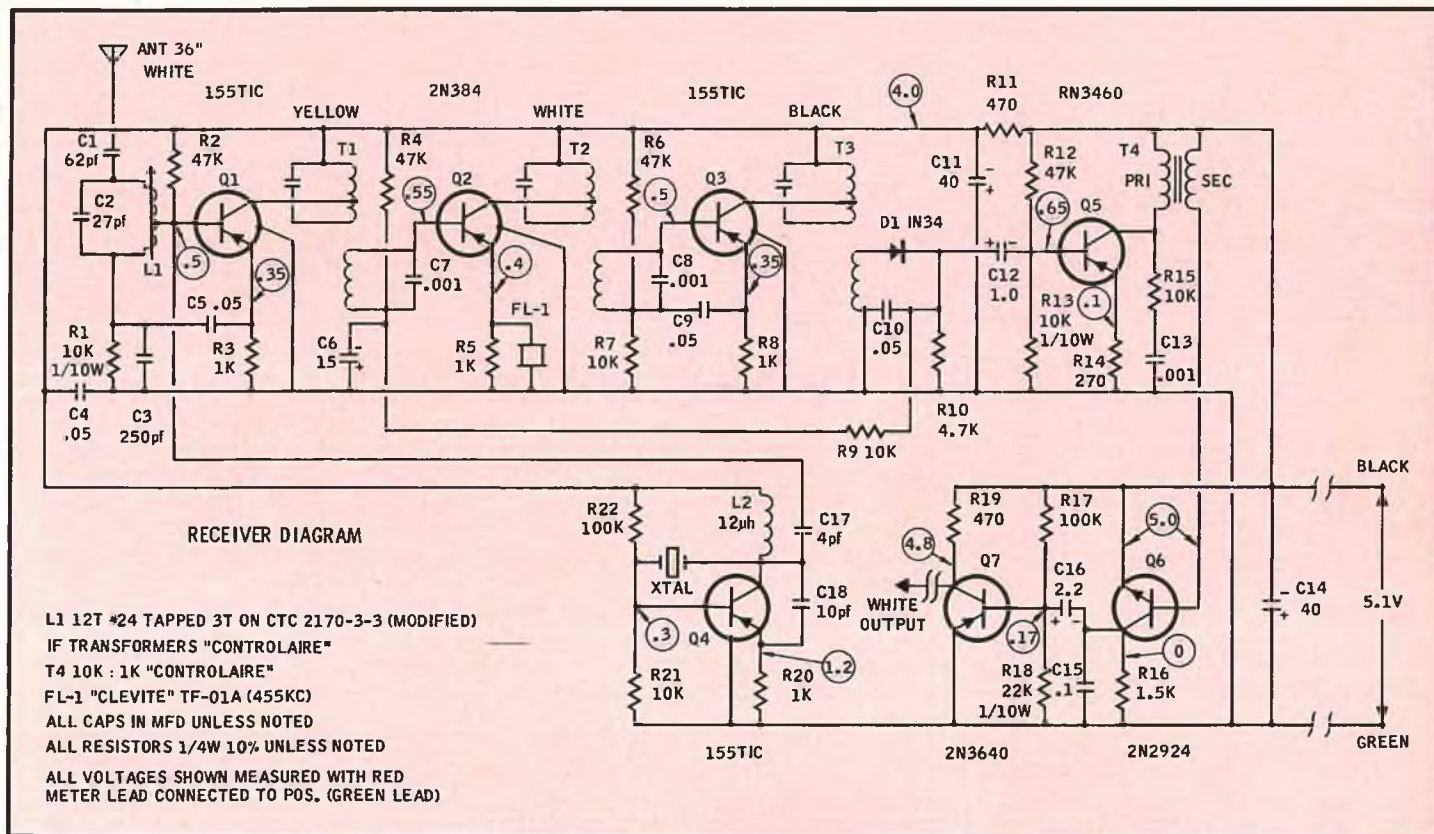 ANT 36"
WHITE
155TIC
YELLOW
2N384
WHITE
155TIC
BLACK
4.0
R11
470
RN3460
C1
62pf
R2
47K
T1
R4
47K
T2
R6
47K
T3
C11
40
R12
47K
T4
PRI
SEC
C2
27pf
Q1
.55
Q2
.5
Q3
.65
Q5
L1
.5
.35
C7
.001
.4
C8
.001
.35
D1 IN34
C12
1.0
.1
R15
10K
C5 .05
FL-1
C9
.05
C10
.05
R13
10K
1/10W
R1
10K
1/10W
R3
1K
C6
15
R5
1K
R7
10K
R8
1K
R14
270
C13
.001
C4
.05
C3
250pf
R10
4.7K
R9 10K
BLACK
RECEIVER DIAGRAM
R22
100K
L2
12μh
C17
4pf
R19
470
R17
100K
5.0
4.8
Q7
C16
2.2
Q6
XTAL
C18
10pf
WHITE
OUTPUT
C14
40
5.1V
.3
Q4
.17
0
1.2
R21
10K
R20
1K
R18
22K
1/10W
C15
.1
R16
1.5K
155TIC
2N3640
2N2924
GREEN
L1 12T #24 TAPPED 3T ON CTC 2170-3-3 (MODIFIED)
IF TRANSFORMERS "CONTROLAIRE"
T4 10K : 1K "CONTROLAIRE"
FL-1 "CLEVITE" TF-01A (455KC)
ALL CAPS IN MFD UNLESS NOTED
ALL RESISTORS 1/4W 10% UNLESS NOTED
ALL VOLTAGES SHOWN MEASURED WITH RED
METER LEAD CONNECTED TO POS. (GREEN LEAD)